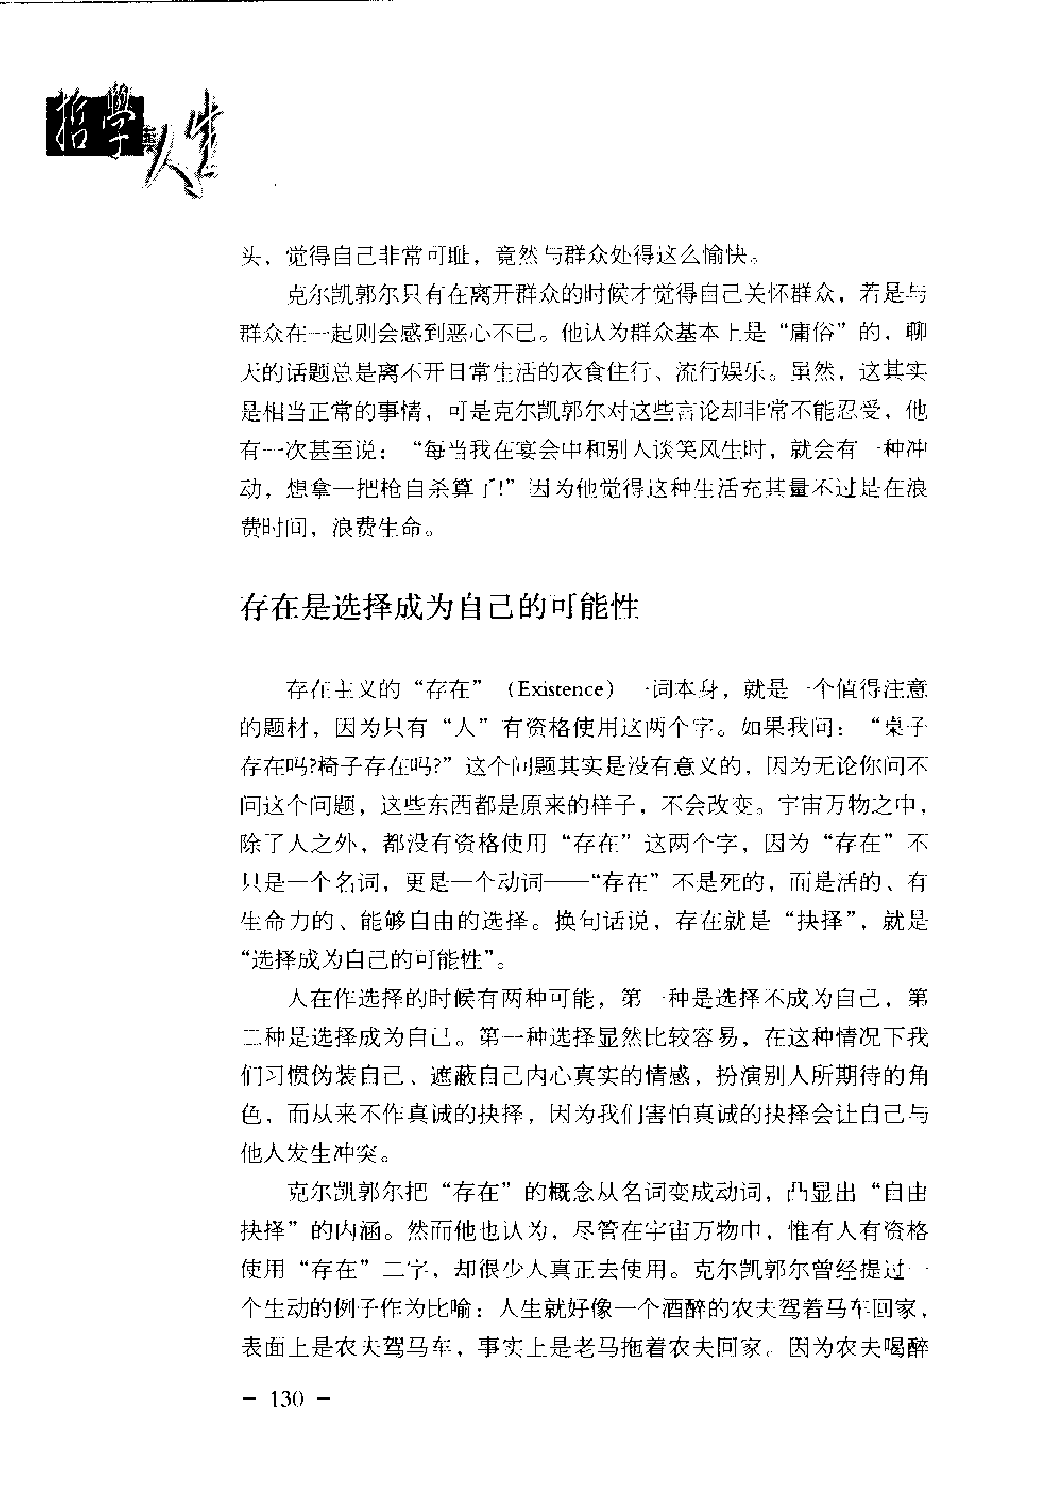 哲學與人生
头，觉得自己非常可耻，竟然与群众处得这么愉快。
克尔凯郭尔只有在离开群众的时候才觉得自己关怀群众，若是与
群众在一起则会感到恶心不已。他认为群众基本上是“庸俗”的，聊
天的话题总是离不开日常生活的衣食住行、流行娱乐。虽然，这其实
是相当正常的事情，可是克尔凯郭尔对这些言论却非常不能忍受，他
有一次甚至说：“每当我在宴会中和别人谈笑风生时，就会有一种冲
动，想拿一把枪自杀算了!”因为他觉得这种生活充其量不过是在浪
费时间，浪费生命。
存在是选择成为自己的可能性
存在主义的“存在”（Existence）一词本身，就是一个值得注意
的题材，因为只有“人”有资格使用这两个字。如果我问：“桌子
存在吗?椅子存在吗?”这个问题其实是没有意义的，因为无论你问不
问这个问题，这些东西都是原来的样子，不会改变。宇宙万物之中，
除了人之外，都没有资格使用“存在”这两个字，因为“存在”不
只是一个名词，更是一个动词——“存在”不是死的，而是活的、有
生命力的、能够自由的选择。换句话说，存在就是“抉择”，就是
“选择成为自己的可能性”。
人在作选择的时候有两种可能，第一种是选择不成为自己，第
二种是选择成为自己。第一种选择显然比较容易，在这种情况下我
们习惯伪装自己、遮蔽自己内心真实的情感，扮演别人所期待的角
色，而从来不作真诚的抉择，因为我们害怕真诚的抉择会让自己与
他人发生冲突。
克尔凯郭尔把“存在”的概念从名词变成动词，凸显出“自由
抉择”的内涵。然而他也认为，尽管在宇宙万物中，惟有人有资格
使用“存在”二字，却很少人真正去使用。克尔凯郭尔曾经提过一
个生动的例子作为比喻：人生就好像一个酒醉的农夫驾着马车回家，
表面上是农夫驾马车，事实上是老马拖着农夫回家。因为农夫喝醉
－ 130 －